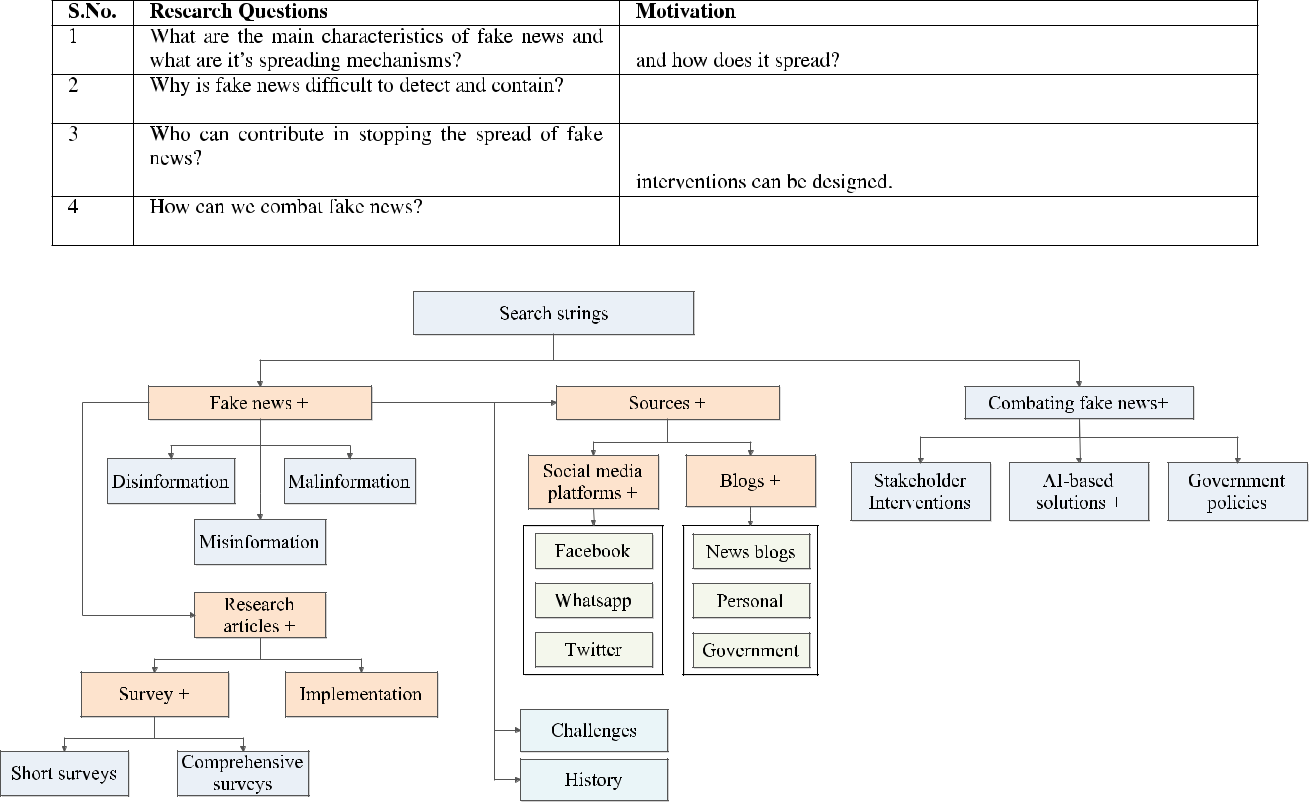 S.No. Research Questions Motivation
1 What are the main characteristics of fake news and
what are it's spreading mechanisms? and how does it spread?
2 Why is fake news difficult to detect and contain?
3 Who can contribute in stopping the spread of fake
news?
interventions can be designed.
4 How can we combat fake news?
Search strings
Fake news +
Sources +
Combating fake news+
Disinformation
Malinformation
Misinformation
Social media
platforms +
Blogs +
Stakeholder
Interventions
AI-based
solutions +
Government
policies
Facebook
Whatsapp
Twitter
News blogs
Personal
Government
Research
articles +
Survey +
Implementation
Short surveys
Comprehensive
surveys
Challenges
History